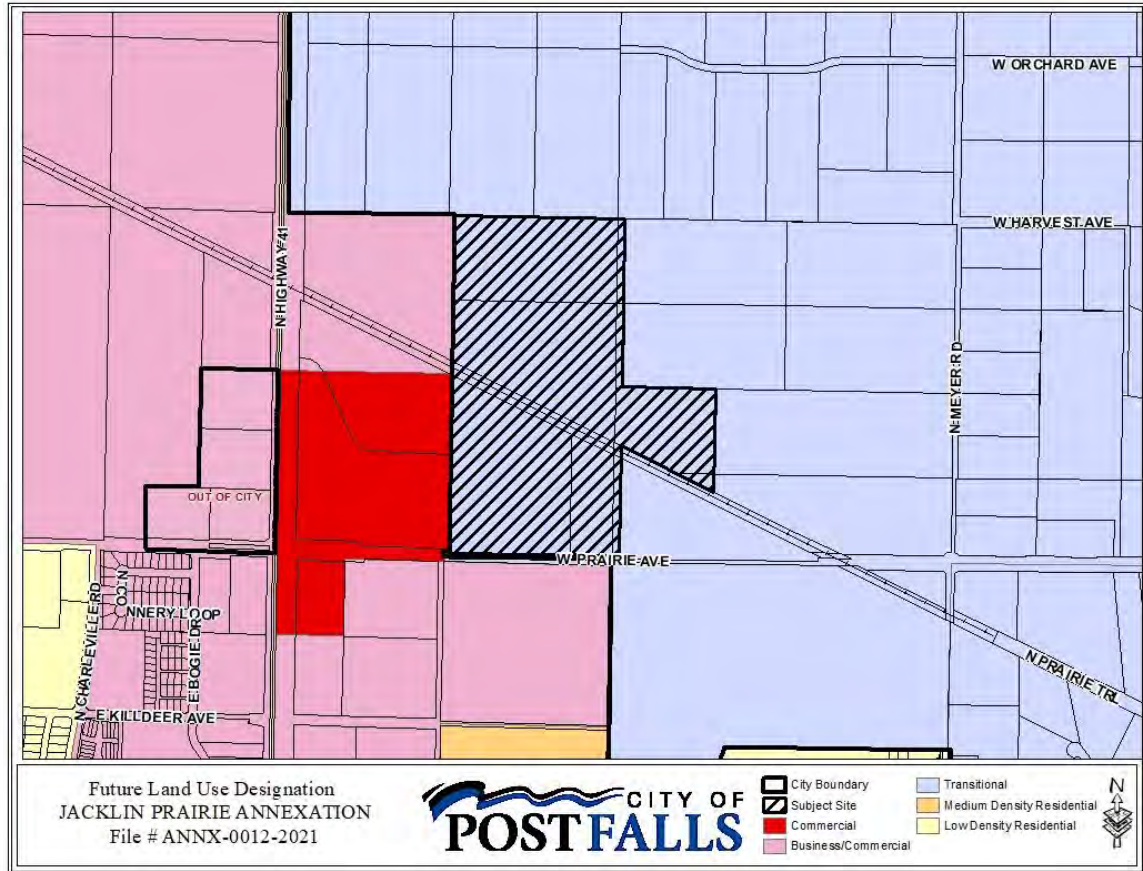 W ORCHARD AVE
W HARVEST AVE
N HIGHWAY 41
N MEYER RD
OUT OF CITY
W PRAIRIE AVE
N CO
NNERY LOOP
N CHARLEVILLE RD
E BOGIE DR
E KILLDEER AVE
N PRAIRIE TRL
Future Land Use Designation
JACKLIN PRAIRIE ANNEXATION
File # ANNX-0012-2021
CITY OF
POST FALLS
City Boundary
Subject Site
Commercial
Business/Commercial
Transitional
Medium Density Residential
Low Density Residential
N